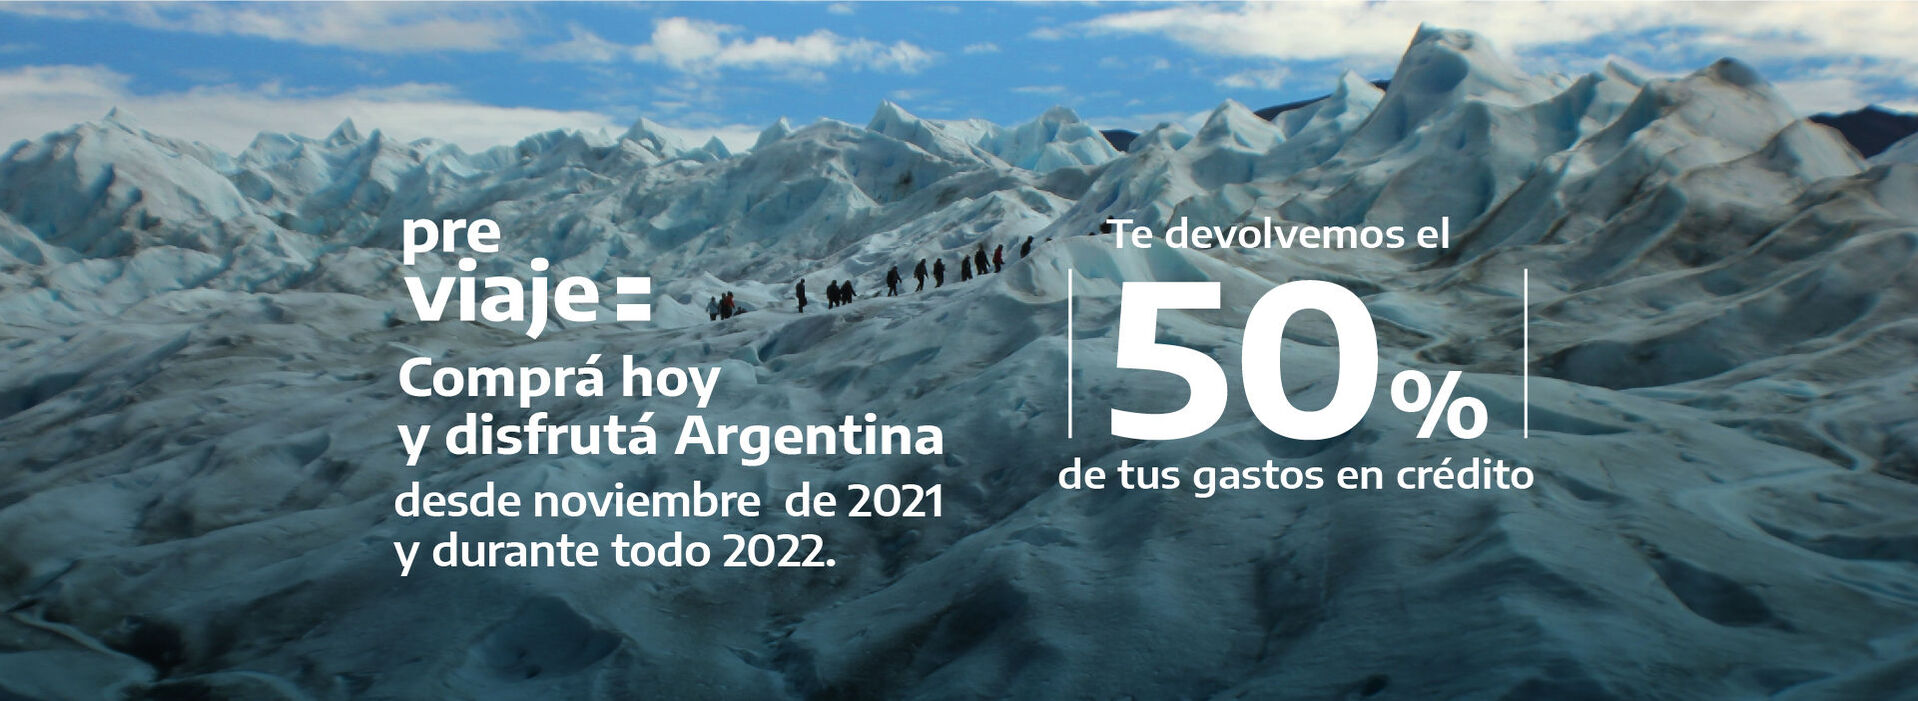 pre
viaje:
Comprá hoy
y disfrutá Argentina
desde noviembre de 2021
y durante todo 2022.
Te devolvemos el
50%
de tus gastos en crédito